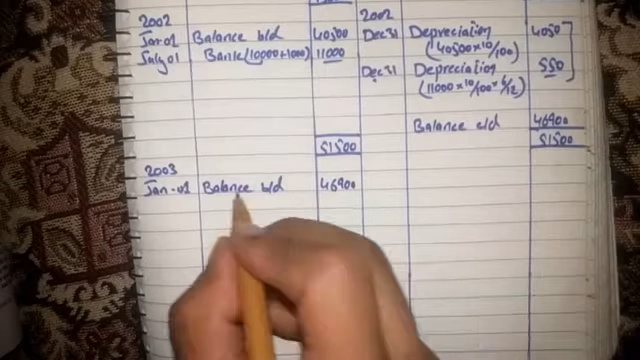 2002
Jan-01 Balance b/d 40500
July 01 Bank (10000+1000) 11000
51500
2003
Jan-01 Balance b/d 46900
2002
Dec 31 Depreciation 4050
(40500×10/100)
Dec 31 Depreciation 550
(11000×10/100×6/12)
Balance c/d 46900
51500